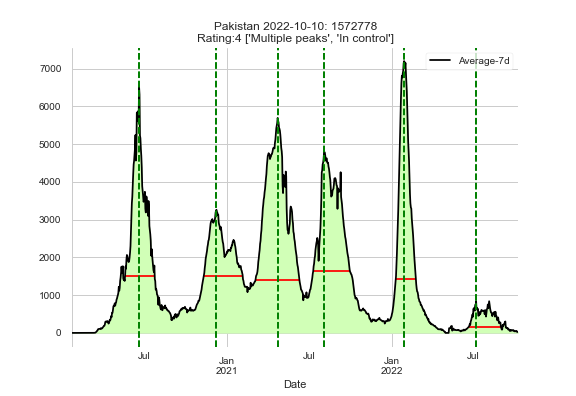 Pakistan 2022-10-10: 1572778
Rating:4 ['Multiple peaks', 'In control']
Average-7d
7000
6000
5000
4000
3000
2000
1000
0
Jul
Jan
2021
Jul
Jan
2022
Jul
Date